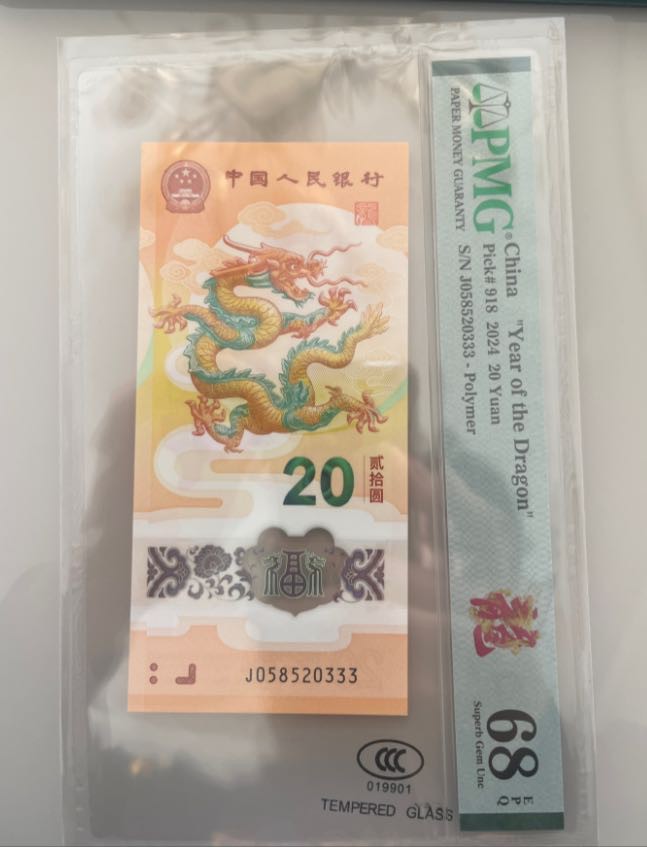 中国人民银行
20
贰拾圆
J058520333
CCC
019901
TEMPERED GLASS
PMG®
PAPER MONEY GUARANTY
China "Year of the Dragon"
Pick# 918 2024 20 Yuan
S/N J058520333 - Polymer
68 EPQ
Superb Gem Unc